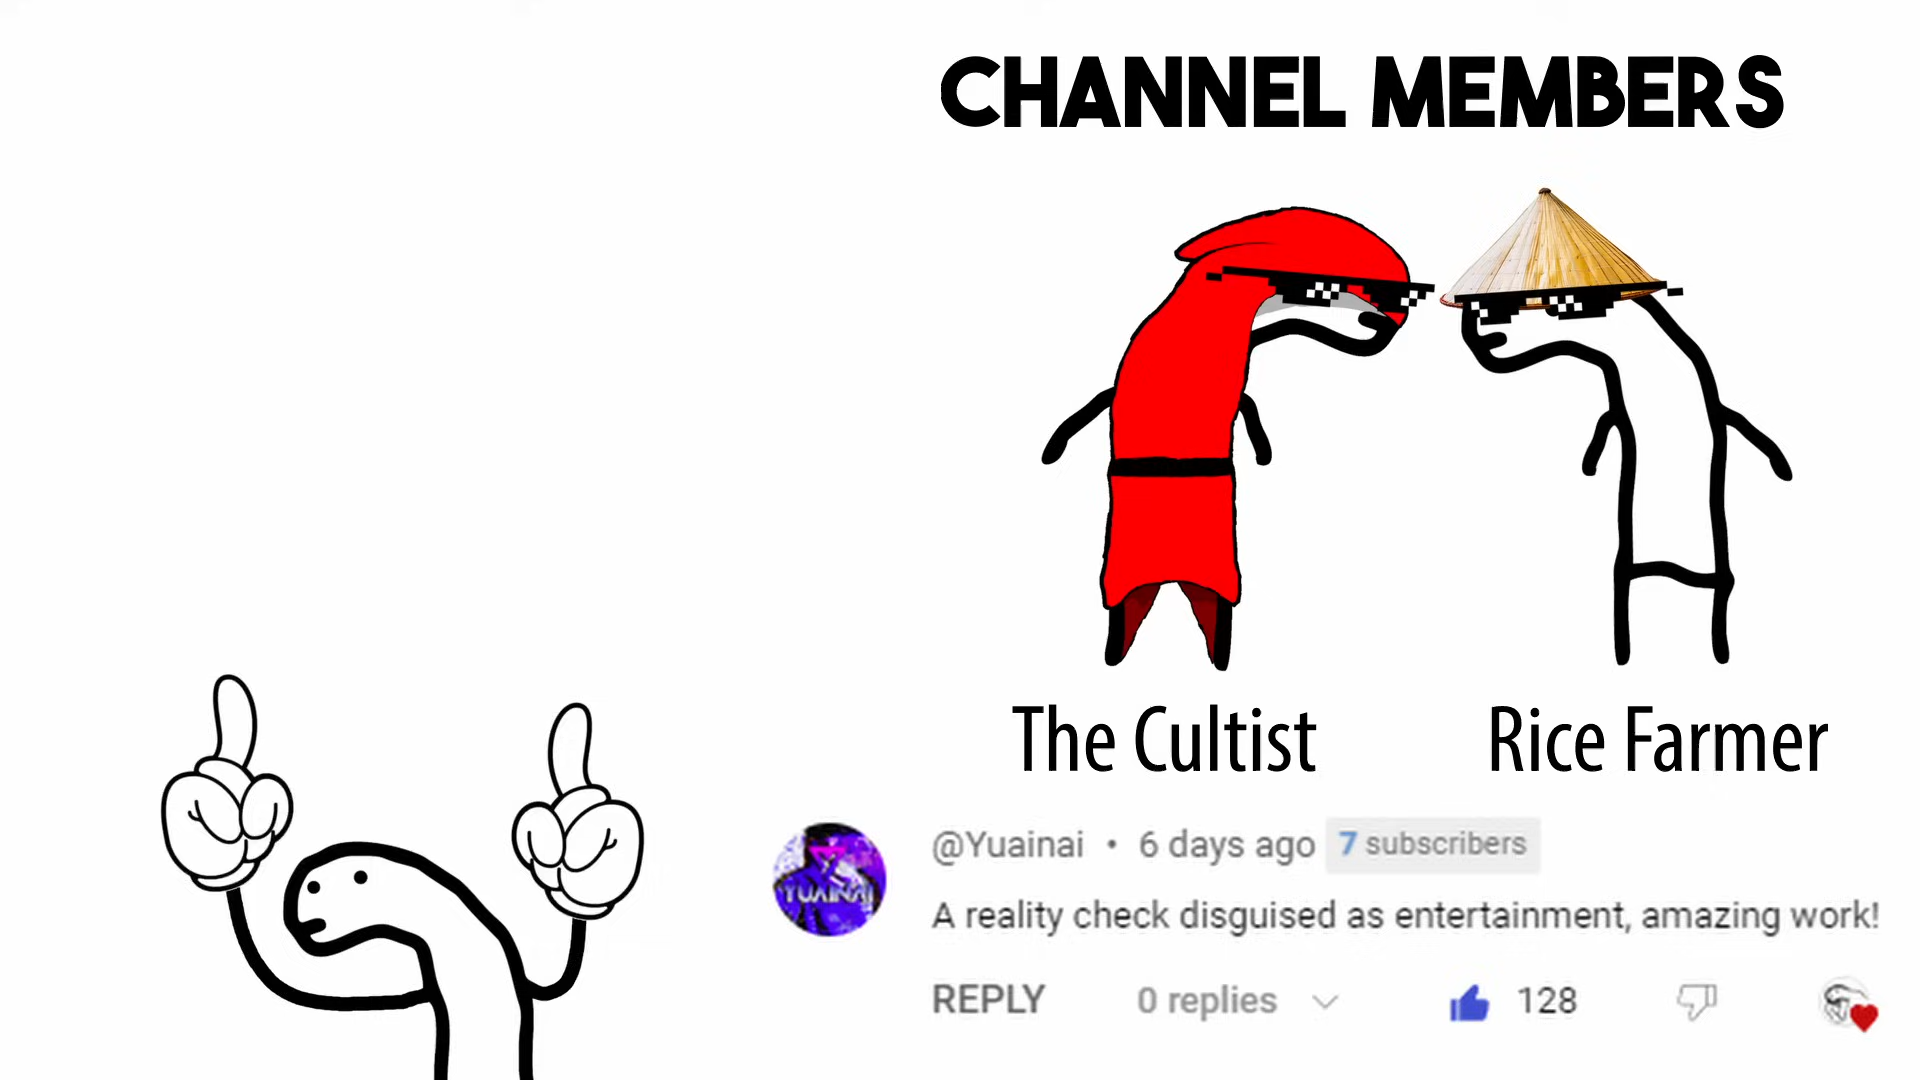 CHANNEL MEMBERS
The Cultist
Rice Farmer
YUAINAI
@Yuainai • 6 days ago 7 subscribers
A reality check disguised as entertainment, amazing work!
REPLY 0 replies 128